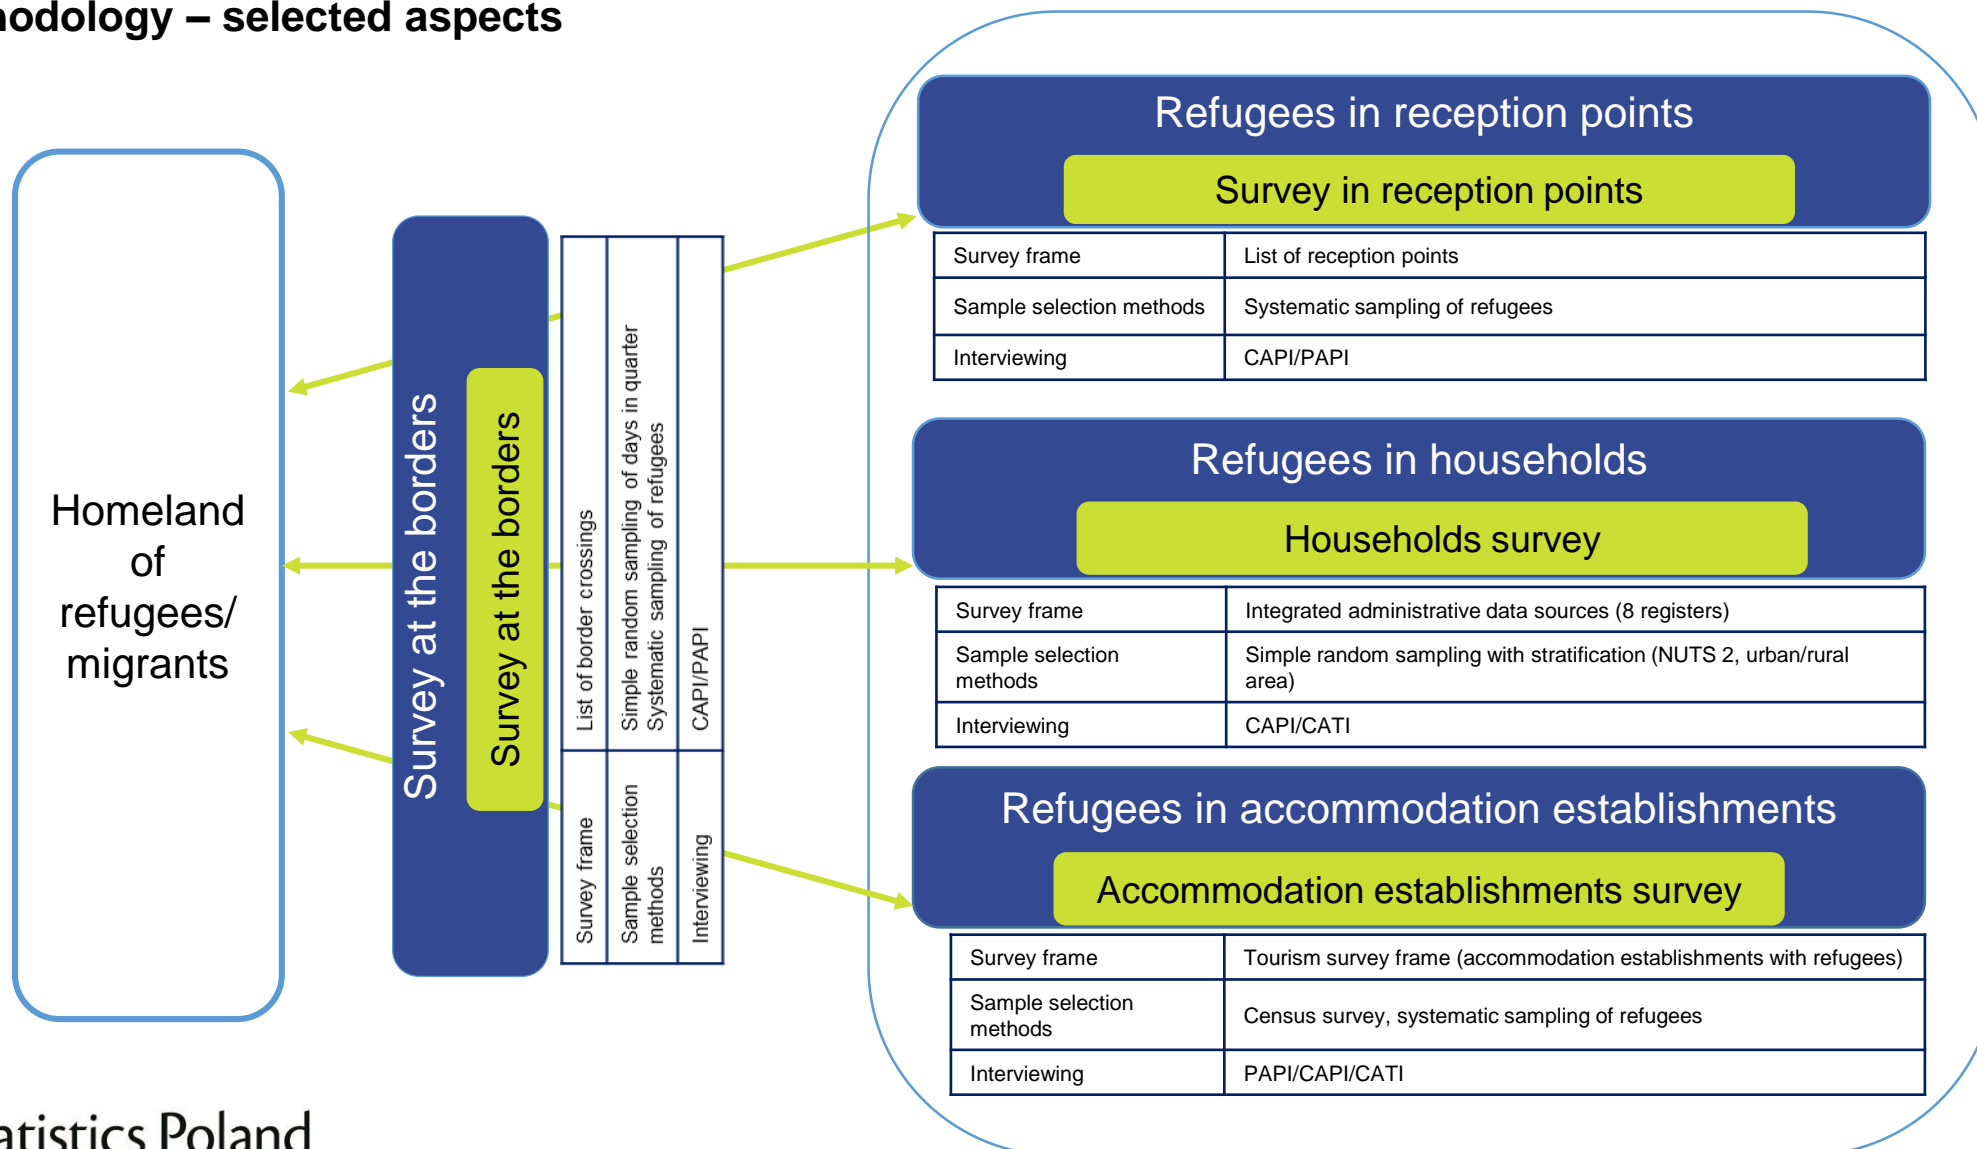 hodology – selected aspects
Homeland
of
refugees/
migrants
Survey at the borders
Survey at the borders
Survey frame
List of border crossings
Sample selection
methods
Simple random sampling of days in quarter
Systematic sampling of refugees
Interviewing
CAPI/PAPI
Refugees in reception points
Survey in reception points
Survey frame
List of reception points
Sample selection methods
Systematic sampling of refugees
Interviewing
CAPI/PAPI
Refugees in households
Households survey
Survey frame
Integrated administrative data sources (8 registers)
Sample selection
methods
Simple random sampling with stratification (NUTS 2, urban/rural
area)
Interviewing
CAPI/CATI
Refugees in accommodation establishments
Accommodation establishments survey
Survey frame
Tourism survey frame (accommodation establishments with refugees)
Sample selection
methods
Census survey, systematic sampling of refugees
Interviewing
PAPI/CAPI/CATI
atistics Poland